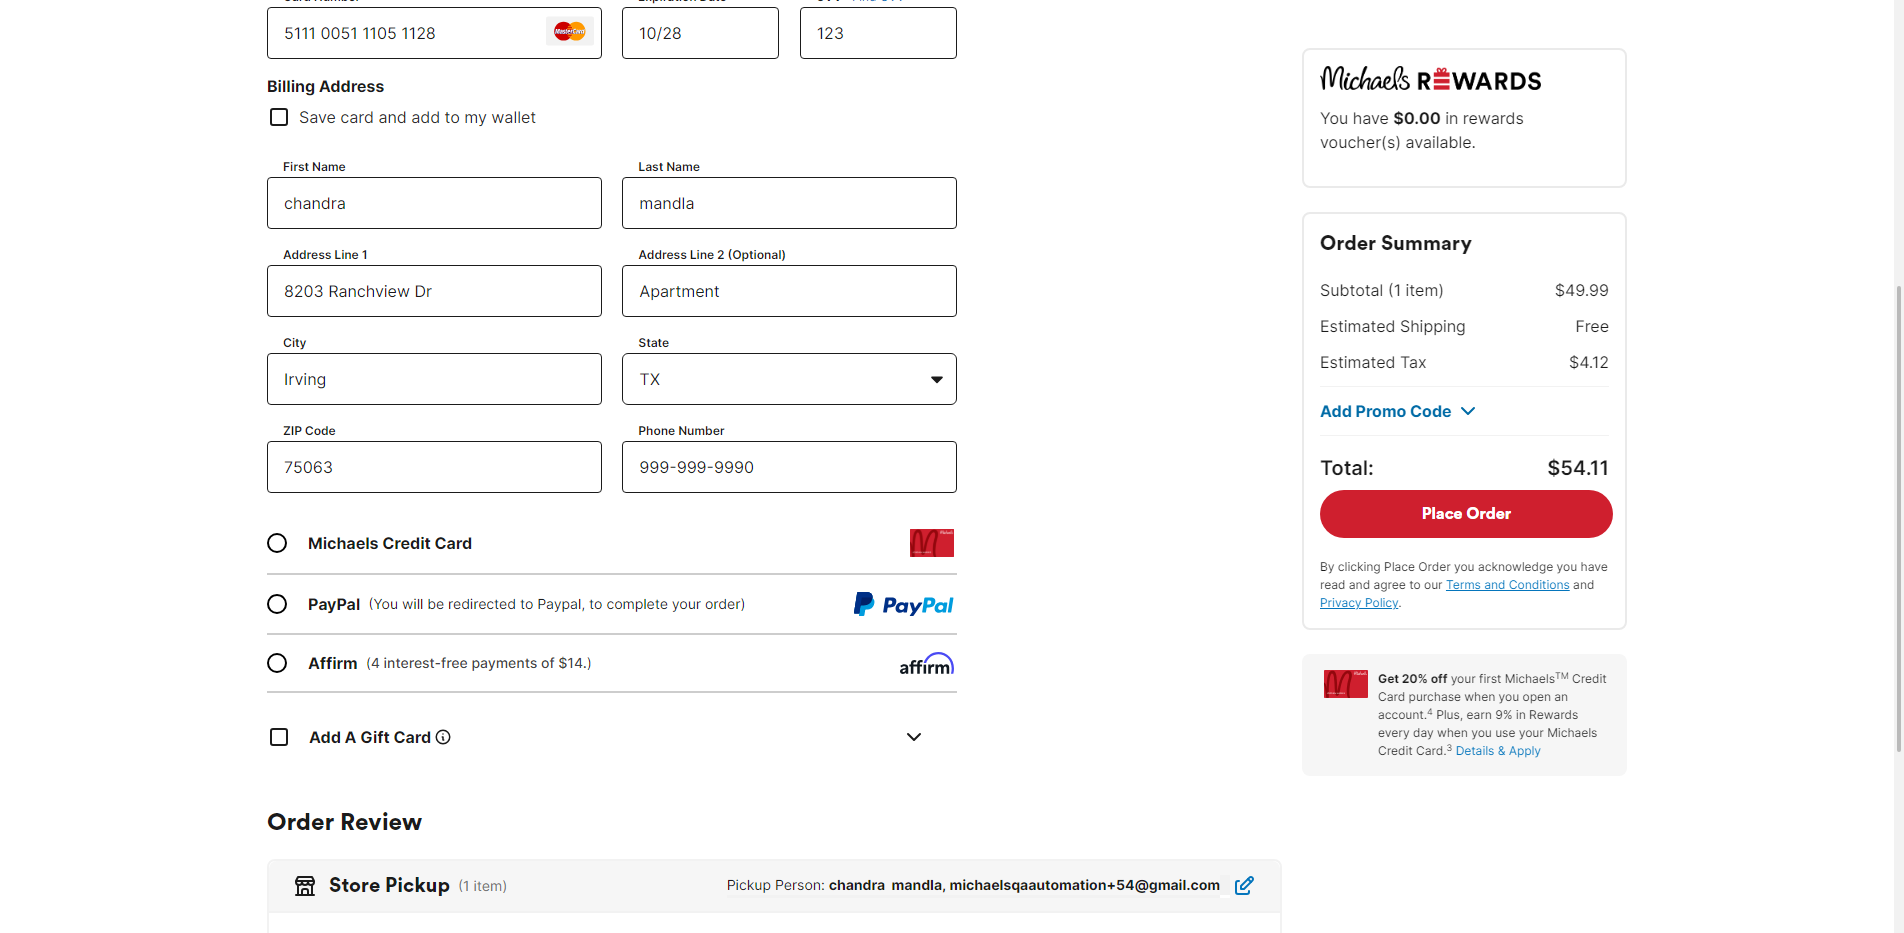 5111 0051 1105 1128
MasterCard
10/28
123
Billing Address
Save card and add to my wallet
First Name
Last Name
chandra
mandla
Address Line 1
Address Line 2 (Optional)
8203 Ranchview Dr
Apartment
City
State
Irving
TX
ZIP Code
Phone Number
75063
999-999-9990
Michaels Credit Card
PayPal (You will be redirected to Paypal, to complete your order)
PayPal
Affirm (4 interest-free payments of $14.)
affirm
Add A Gift Card
Order Review
Store Pickup (1 item)
Pickup Person: chandra mandla, michaelsqaautomation+54@gmail.com
Michaels REWARDS
You have $0.00 in rewards
voucher(s) available.
Order Summary
Subtotal (1 item) $49.99
Estimated Shipping Free
Estimated Tax $4.12
Add Promo Code
Total: $54.11
Place Order
By clicking Place Order you acknowledge you have
read and agree to our Terms and Conditions and
Privacy Policy.
Get 20% off your first Michaels™ Credit
Card purchase when you open an
account.⁴ Plus, earn 9% in Rewards
every day when you use your Michaels
Credit Card.³ Details & Apply